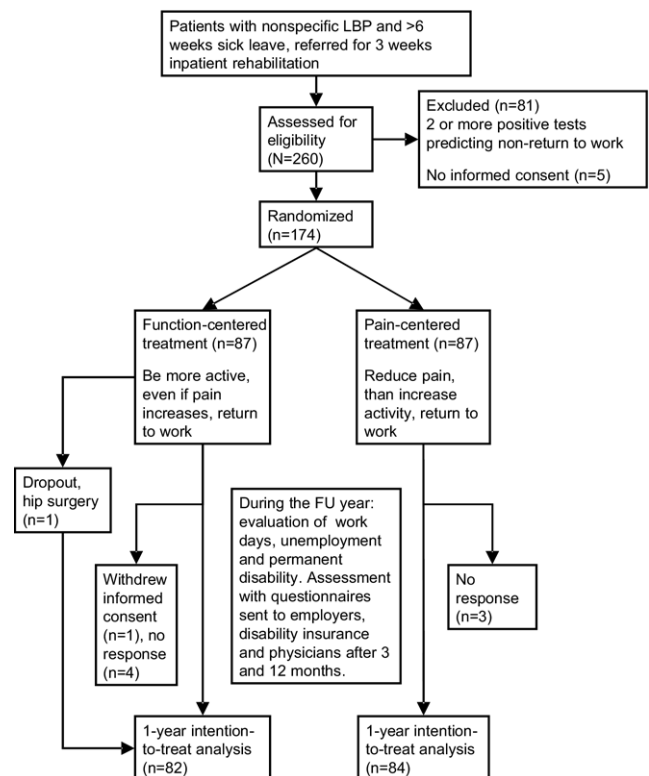 Patients with nonspecific LBP and >6
weeks sick leave, referred for 3 weeks
inpatient rehabilitation
Assessed for
eligibility
(N=260)
Excluded (n=81)
2 or more positive tests
predicting non-return to work
No informed consent (n=5)
Randomized
(n=174)
Function-centered
treatment (n=87)
Be more active,
even if pain
increases, return
to work
Pain-centered
treatment (n=87)
Reduce pain,
than increase
activity, return to
work
Dropout,
hip surgery
(n=1)
Withdrew
informed
consent
(n=1), no
response
(n=4)
During the FU year:
evaluation of work
days, unemployment
and permanent
disability. Assessment
with questionnaires
sent to employers,
disability insurance
and physicians after 3
and 12 months.
No
response
(n=3)
1-year intention-
to-treat analysis
(n=82)
1-year intention-
to-treat analysis
(n=84)